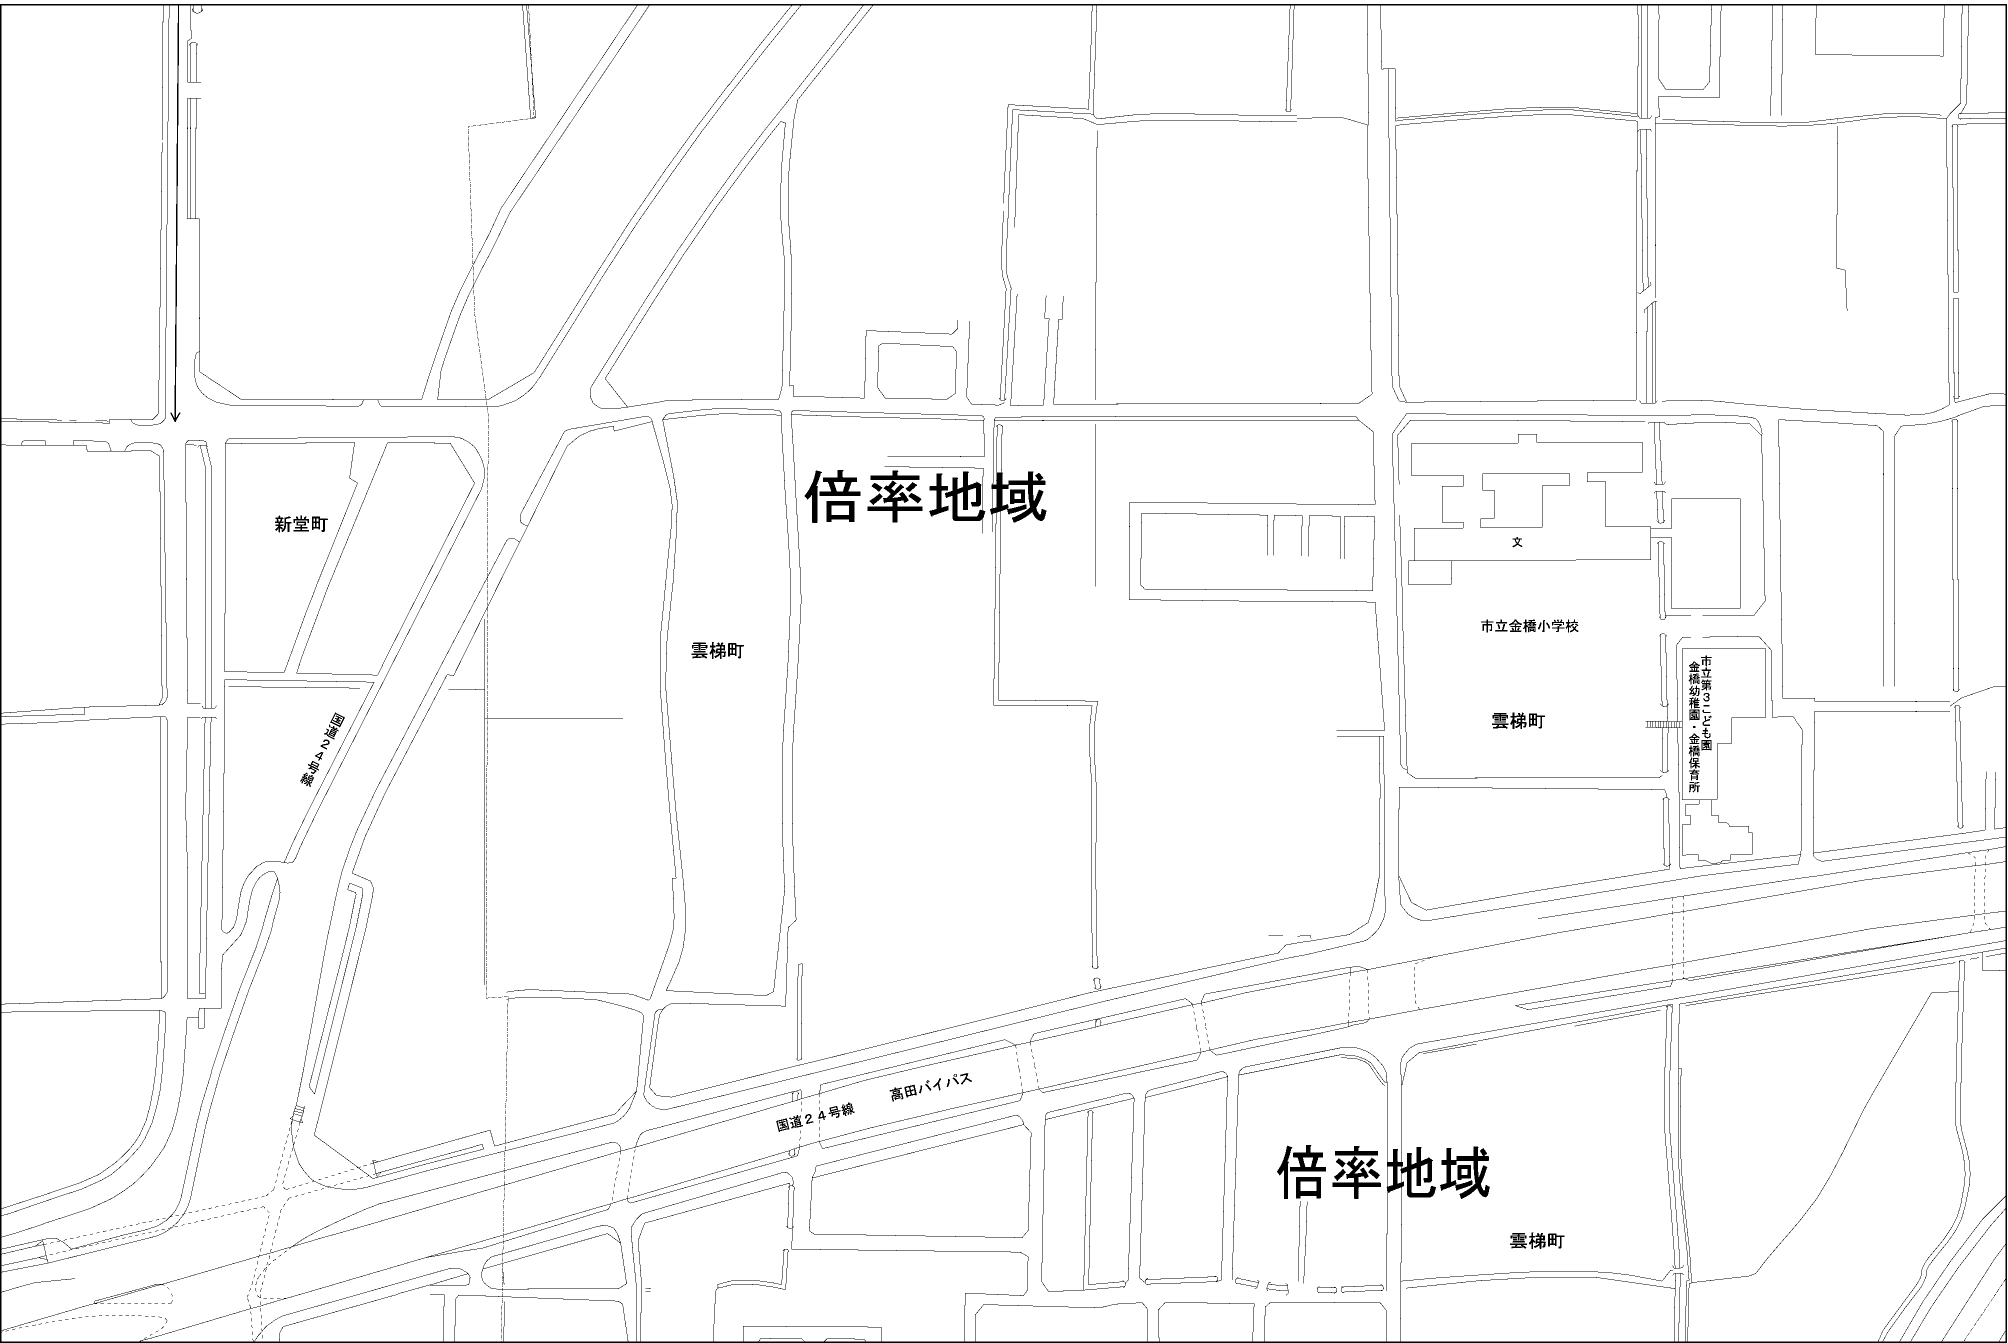 倍率地域
新堂町
文
市立金橋小学校
雲梯町
市立第３こども園
金橋幼稚園・金橋保育所
雲梯町
国道２４号線
高田バイパス
国道２４号線
倍率地域
雲梯町